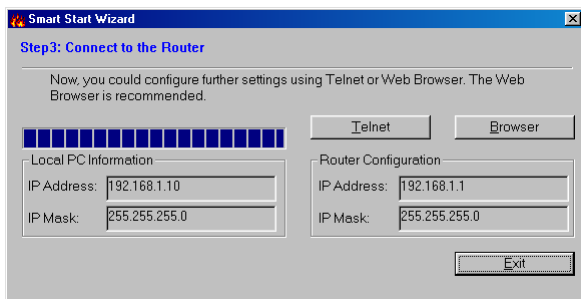 Smart Start Wizard
Step3: Connect to the Router
Now, you could configure further settings using Telnet or Web Browser. The Web
Browser is recommended.
Telnet
Browser
Local PC Information
IP Address: 192.168.1.10
IP Mask: 255.255.255.0
Router Configuration
IP Address: 192.168.1.1
IP Mask: 255.255.255.0
Exit